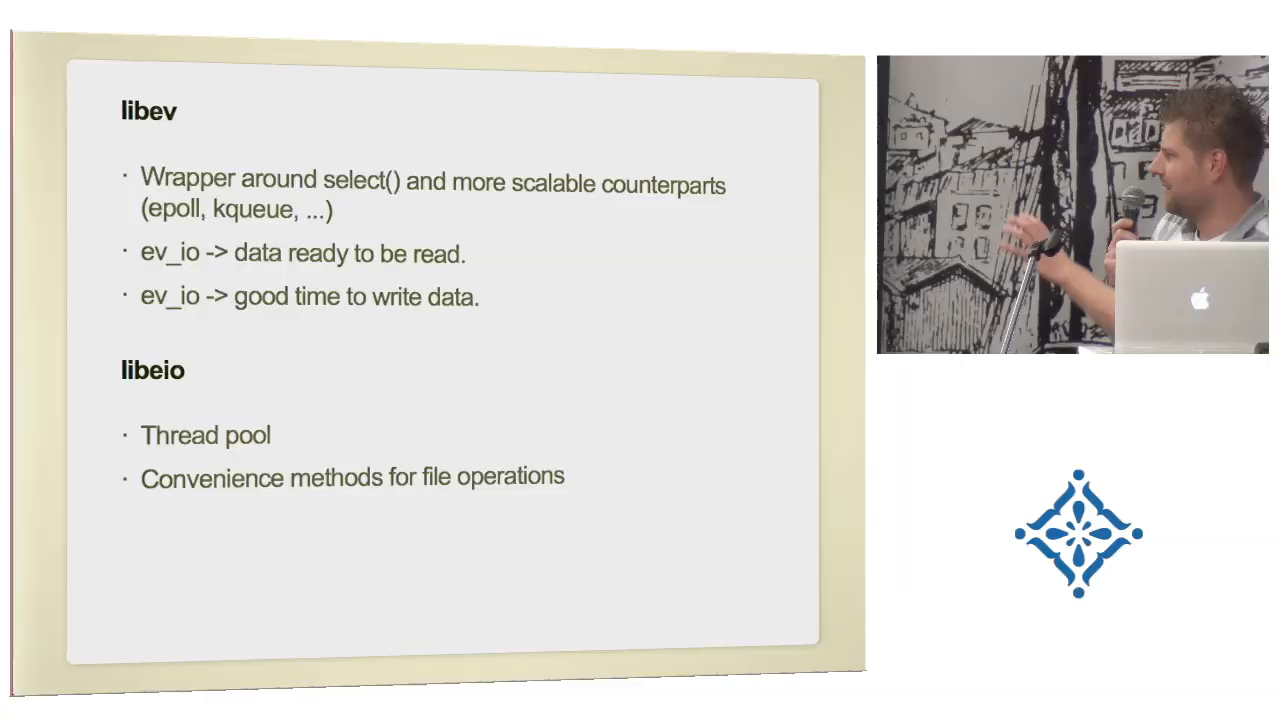 libev
· Wrapper around select() and more scalable counterparts
(epoll, kqueue, ...)
· ev_io -> data ready to be read.
· ev_io -> good time to write data.
libeio
· Thread pool
· Convenience methods for file operations